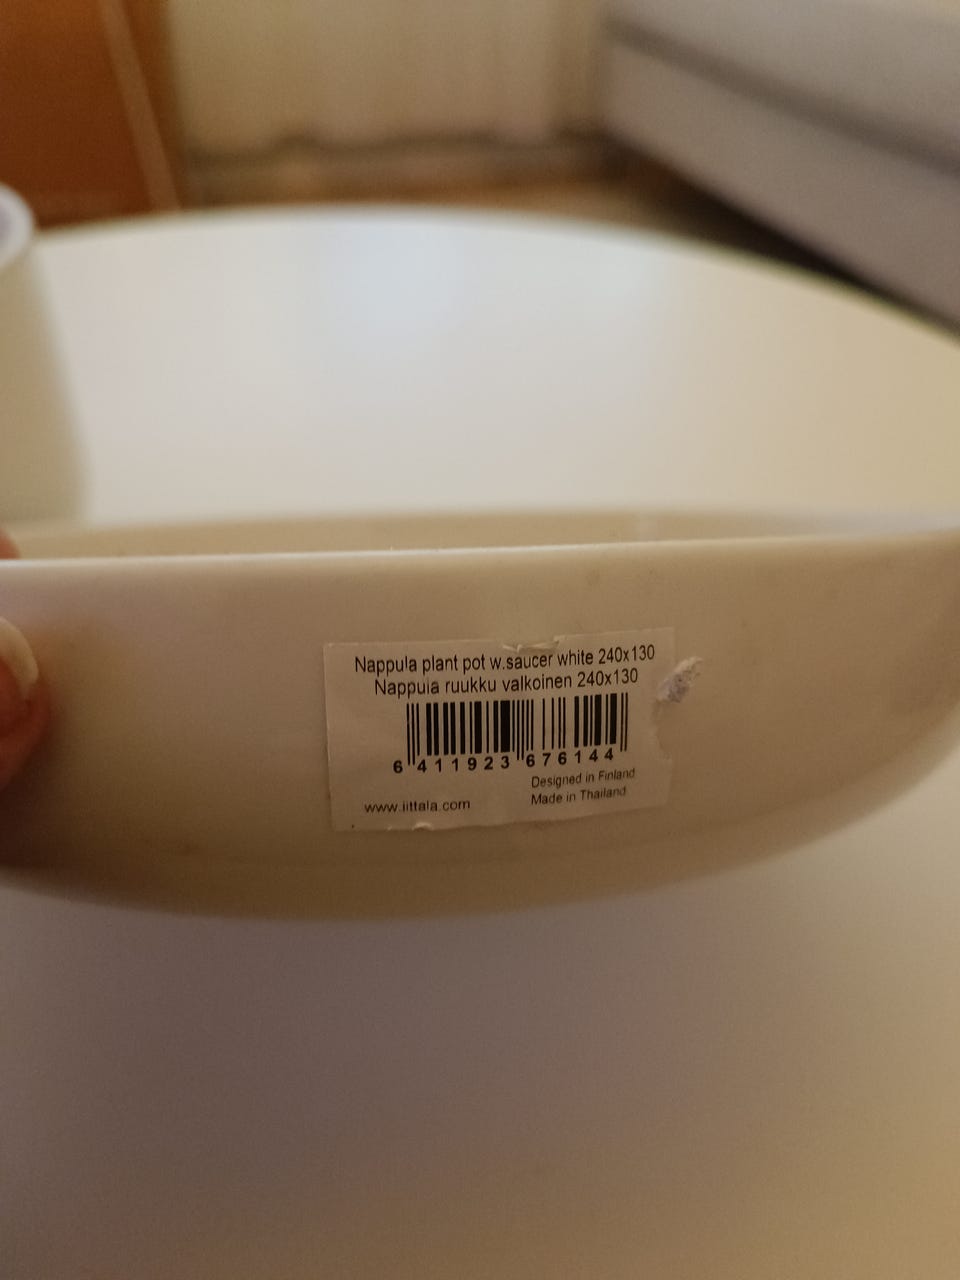 Nappula plant pot w.saucer white 240x130
Nappula ruukku valkoinen 240x130
6 411923 676144
Designed in Finland
www.iittala.com
Made in Thailand